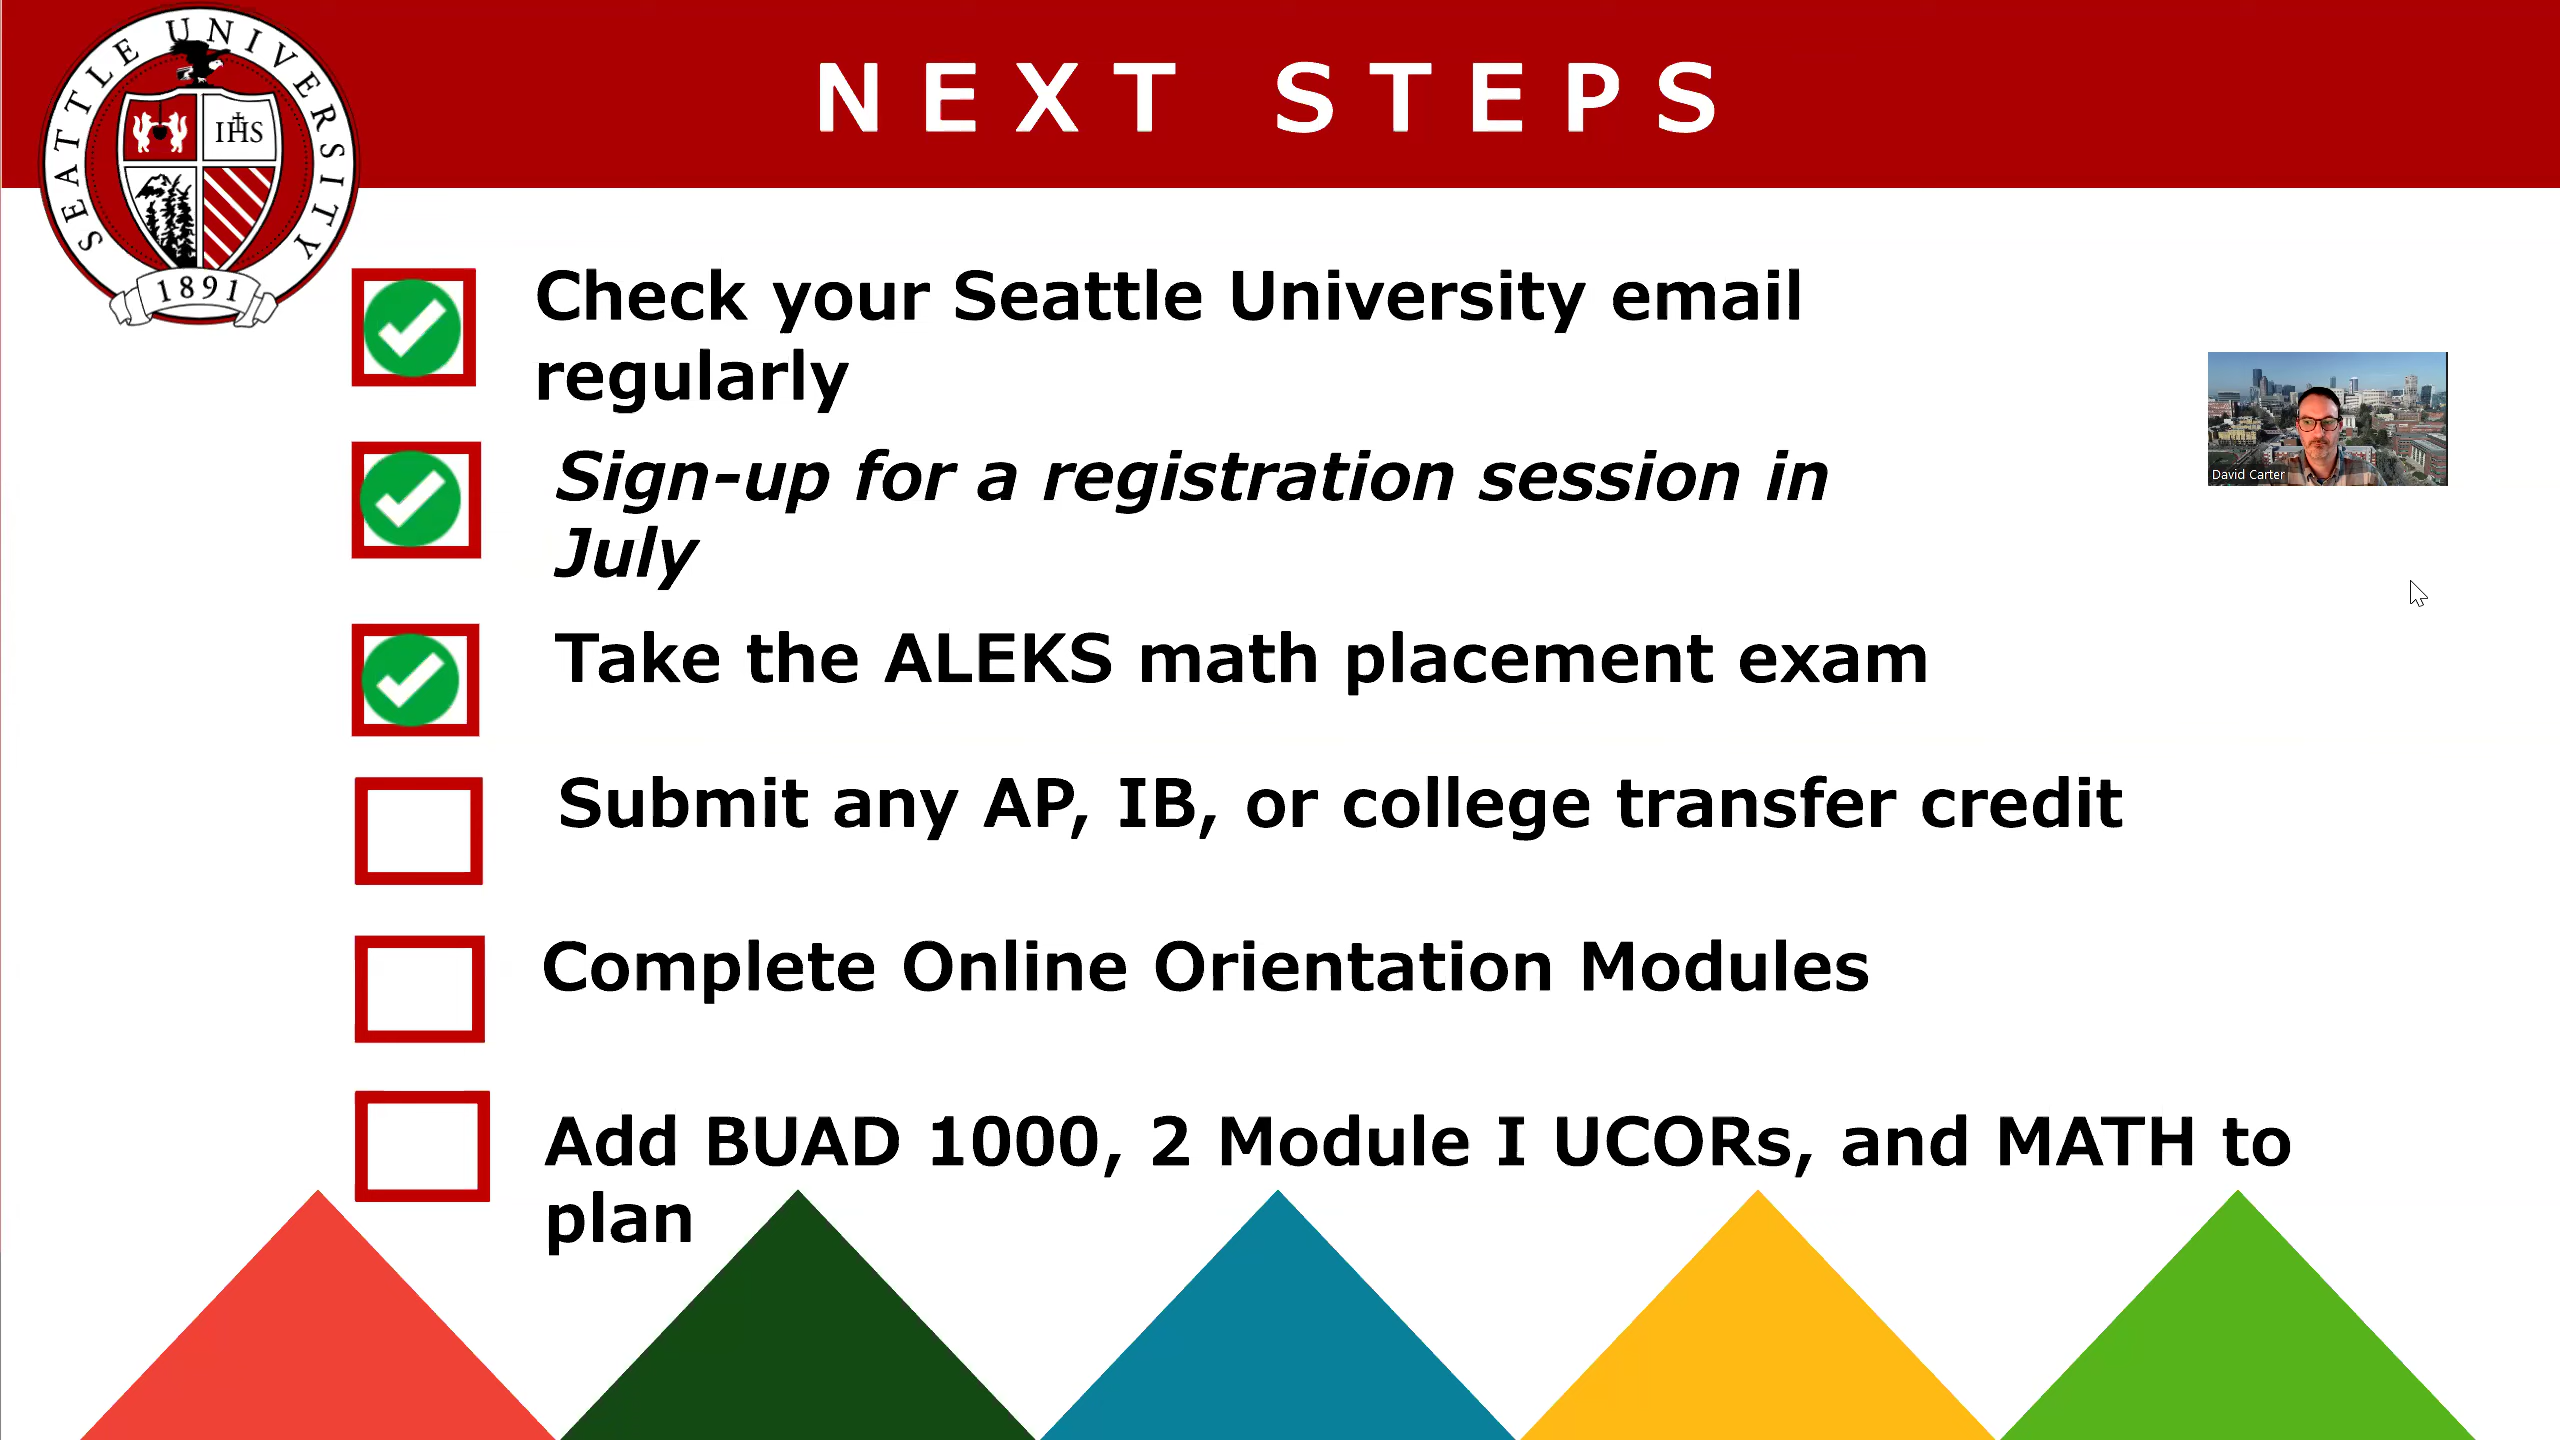 SEATTLE UNIVERSITY
IHS
1891
NEXT STEPS
Check your Seattle University email
regularly
Sign-up for a registration session in
July
David Carter
Take the ALEKS math placement exam
Submit any AP, IB, or college transfer credit
Complete Online Orientation Modules
Add BUAD 1000, 2 Module I UCORs, and MATH to
plan